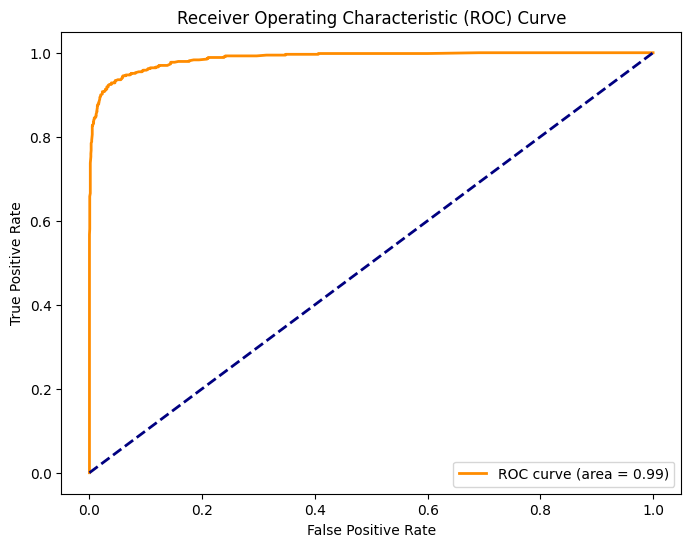 Receiver Operating Characteristic (ROC) Curve
1.0
0.8
0.6
0.4
0.2
0.0
True Positive Rate
ROC curve (area = 0.99)
0.0 0.2 0.4 0.6 0.8 1.0
False Positive Rate